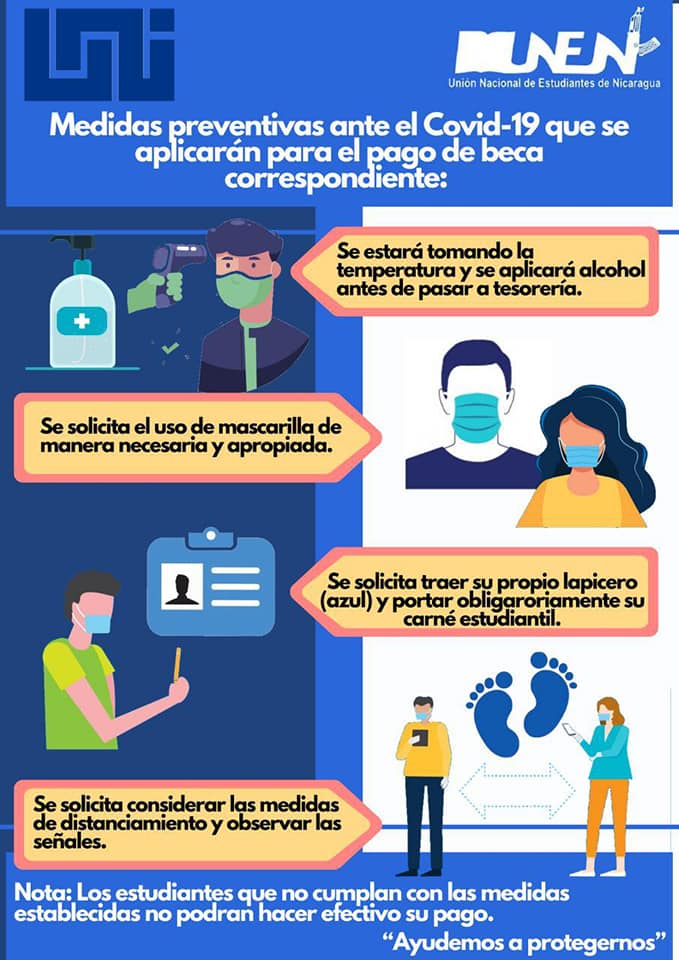 uni
UNEN
Unión Nacional de Estudiantes de Nicaragua
Medidas preventivas ante el Covid-19 que se
aplicarán para el pago de beca
correspondiente:
Se estará tomando la
temperatura y se aplicará alcohol
antes de pasar a tesorería.
Se solicita el uso de mascarilla de
manera necesaria y apropiada.
Se solicita traer su propio lapicero
(azul) y portar obligaroriamente su
carné estudiantil.
Se solicita considerar las medidas
de distanciamiento y observar las
señales.
Nota: Los estudiantes que no cumplan con las medidas
establecidas no podran hacer efectivo su pago.
“Ayudemos a protegernos”